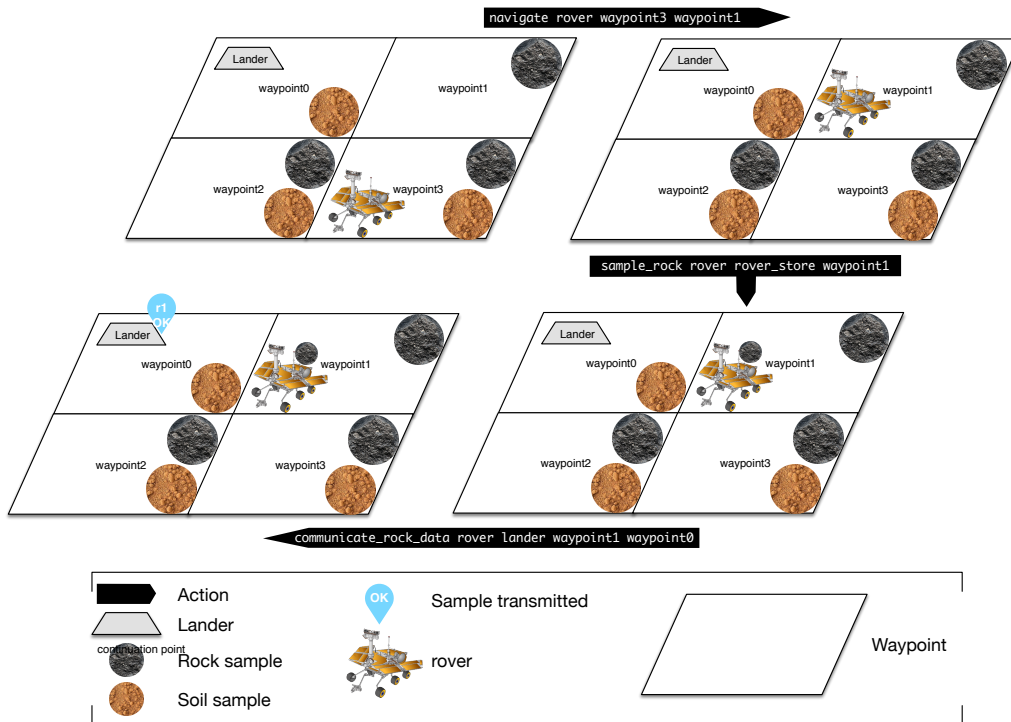 navigate rover waypoint3 waypoint1
Lander
waypoint0
waypoint1
waypoint2
waypoint3
Lander
waypoint0
waypoint1
waypoint2
waypoint3
sample_rock rover rover_store waypoint1
r1
OK
Lander
waypoint0
waypoint1
waypoint2
waypoint3
Lander
waypoint0
waypoint1
waypoint2
waypoint3
communicate_rock_data rover lander waypoint1 waypoint0
Action
Lander
continuation point
Rock sample
Soil sample
OK
Sample transmitted
rover
Waypoint